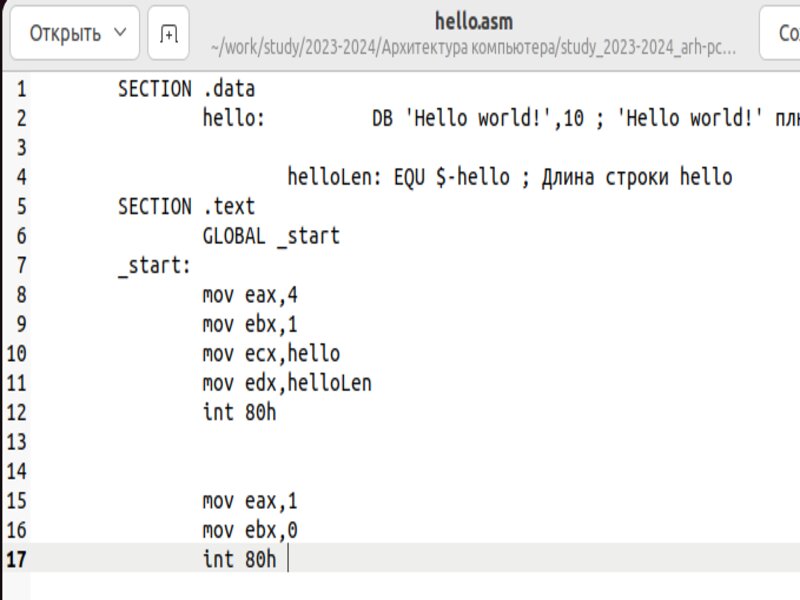 Открыть
hello.asm
~/work/study/2023-2024/Архитектура компьютера/study_2023-2024_arh-pc...
1 SECTION .data
2 hello: DB 'Hello world!',10 ; 'Hello world!'
3
4 helloLen: EQU $-hello ; Длина строки hello
5 SECTION .text
6 GLOBAL _start
7 _start:
8 mov eax,4
9 mov ebx,1
10 mov ecx,hello
11 mov edx,helloLen
12 int 80h
13
14
15 mov eax,1
16 mov ebx,0
17 int 80h